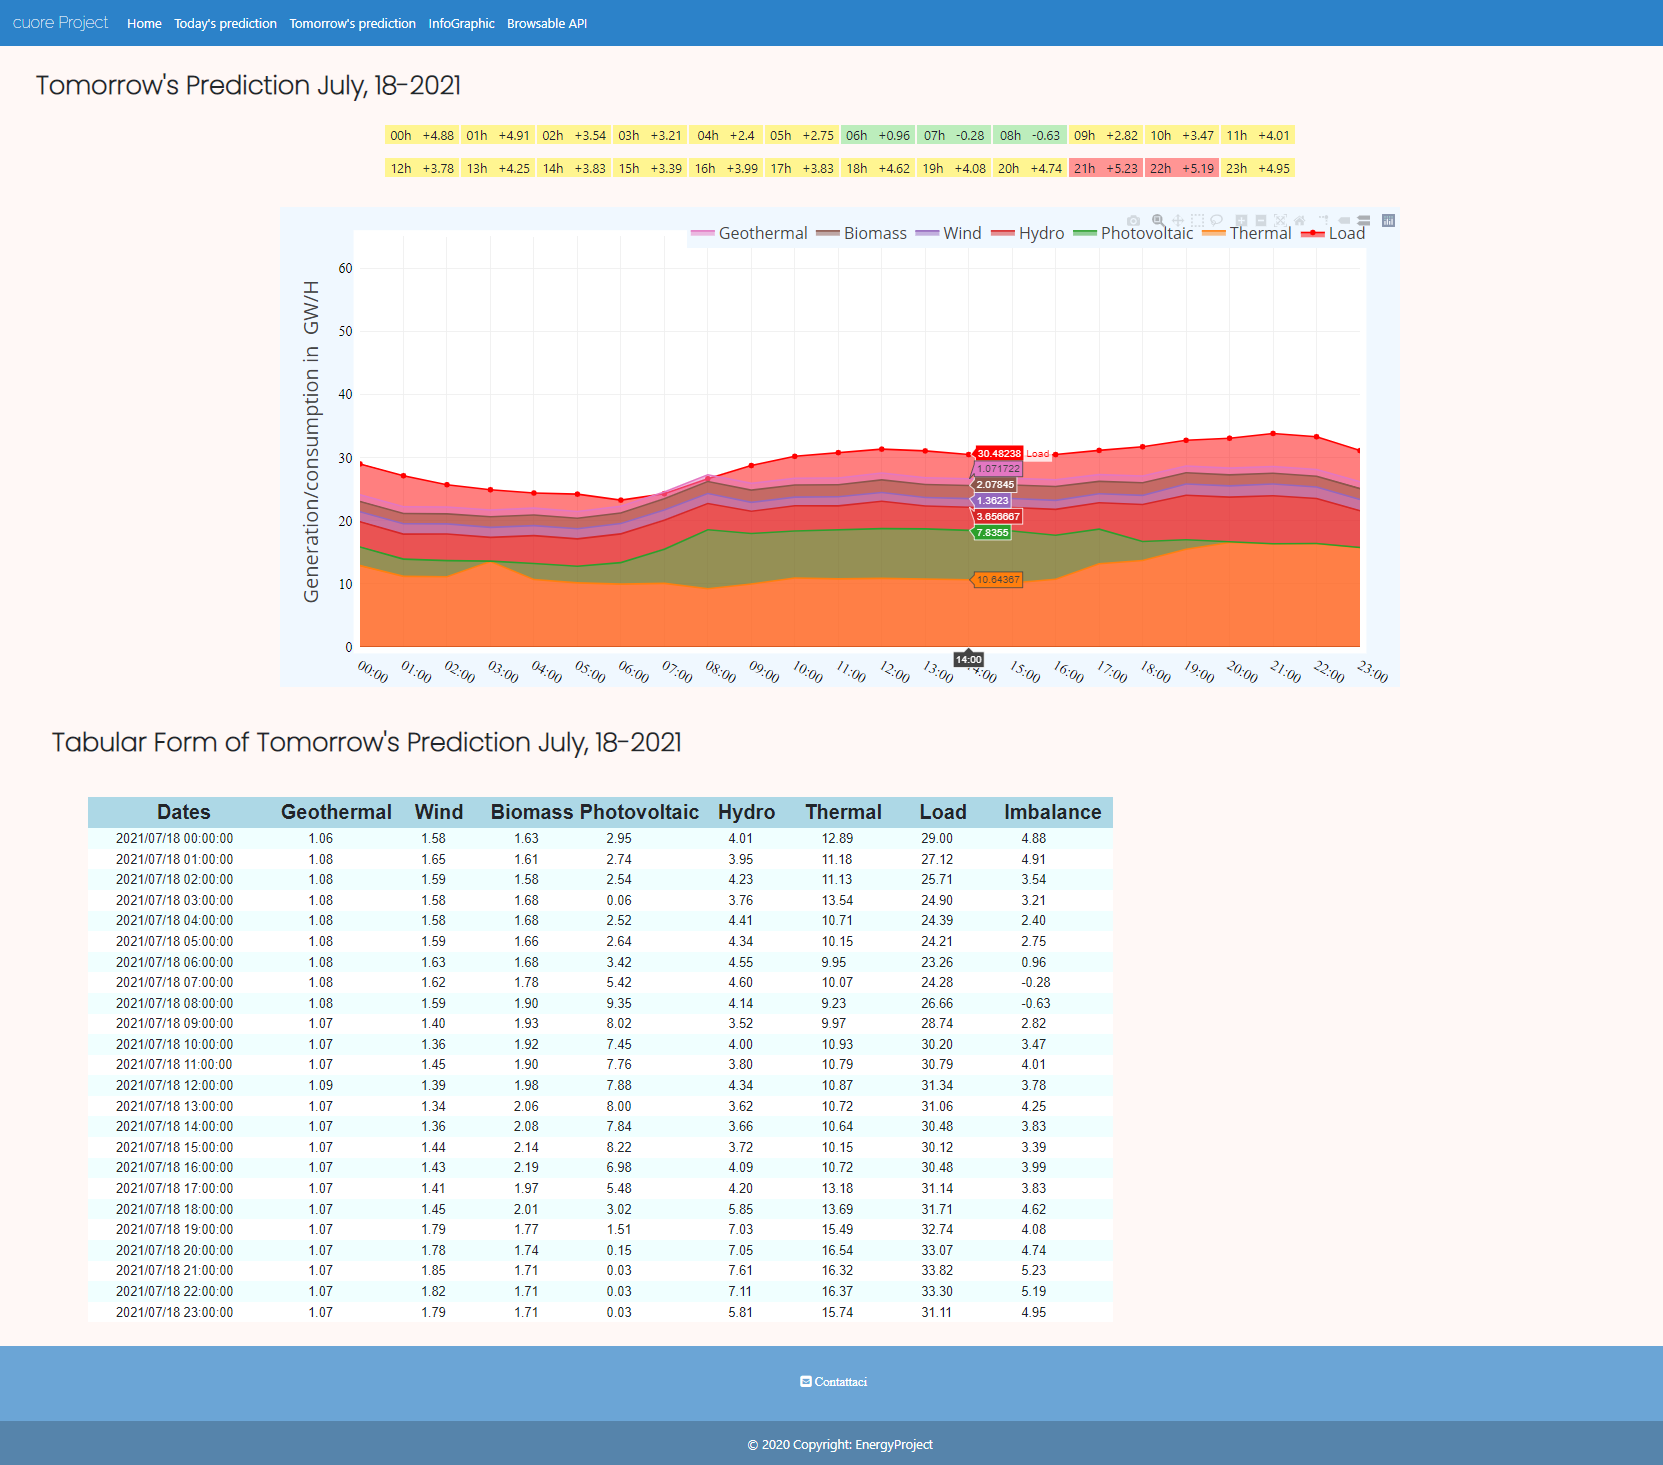 cuore Project Home Today's prediction Tomorrow's prediction InfoGraphic Browsable API
Tomorrow's Prediction July, 18-2021
00h +4.88 01h +4.91 02h +3.54 03h +3.21 04h +2.4 05h +2.75 06h +0.96 07h -0.28 08h -0.63 09h +2.82 10h +3.47 11h +4.01
12h +3.78 13h +4.25 14h +3.83 15h +3.39 16h +3.99 17h +3.83 18h +4.62 19h +4.08 20h +4.74 21h +5.23 22h +5.19 23h +4.95
Geothermal Biomass Wind Hydro Photovoltaic Thermal Load
Generation/consumption in GW/H
60
50
40
30
20
10
0
30.48238 Load
1.071722
2.07845
1.3623
3.656667
7.8355
10.64367
14:00
00:00 01:00 02:00 03:00 04:00 05:00 06:00 07:00 08:00 09:00 10:00 11:00 12:00 13:00 14:00 15:00 16:00 17:00 18:00 19:00 20:00 21:00 22:00 23:00
Tabular Form of Tomorrow's Prediction July, 18-2021
Dates Geothermal Wind Biomass Photovoltaic Hydro Thermal Load Imbalance
2021/07/18 00:00:00 1.06 1.58 1.63 2.95 4.01 12.89 29.00 4.88
2021/07/18 01:00:00 1.08 1.65 1.61 2.74 3.95 11.18 27.12 4.91
2021/07/18 02:00:00 1.08 1.59 1.58 2.54 4.23 11.13 25.71 3.54
2021/07/18 03:00:00 1.08 1.58 1.68 0.06 3.76 13.54 24.90 3.21
2021/07/18 04:00:00 1.08 1.58 1.68 2.52 4.41 10.71 24.39 2.40
2021/07/18 05:00:00 1.08 1.59 1.66 2.64 4.34 10.15 24.21 2.75
2021/07/18 06:00:00 1.08 1.63 1.68 3.42 4.55 9.95 23.26 0.96
2021/07/18 07:00:00 1.08 1.62 1.78 5.42 4.60 10.07 24.28 -0.28
2021/07/18 08:00:00 1.08 1.59 1.90 9.35 4.14 9.23 26.66 -0.63
2021/07/18 09:00:00 1.07 1.40 1.93 8.02 3.52 9.97 28.74 2.82
2021/07/18 10:00:00 1.07 1.36 1.92 7.45 4.00 10.93 30.20 3.47
2021/07/18 11:00:00 1.07 1.45 1.90 7.76 3.80 10.79 30.79 4.01
2021/07/18 12:00:00 1.09 1.39 1.98 7.88 4.34 10.87 31.34 3.78
2021/07/18 13:00:00 1.07 1.34 2.06 8.00 3.62 10.72 31.06 4.25
2021/07/18 14:00:00 1.07 1.36 2.08 7.84 3.66 10.64 30.48 3.83
2021/07/18 15:00:00 1.07 1.44 2.14 8.22 3.72 10.15 30.12 3.39
2021/07/18 16:00:00 1.07 1.43 2.19 6.98 4.09 10.72 30.48 3.99
2021/07/18 17:00:00 1.07 1.41 1.97 5.48 4.20 13.18 31.14 3.83
2021/07/18 18:00:00 1.07 1.45 2.01 3.02 5.85 13.69 31.71 4.62
2021/07/18 19:00:00 1.07 1.79 1.77 1.51 7.03 15.49 32.74 4.08
2021/07/18 20:00:00 1.07 1.78 1.74 0.15 7.05 16.54 33.07 4.74
2021/07/18 21:00:00 1.07 1.85 1.71 0.03 7.61 16.32 33.82 5.23
2021/07/18 22:00:00 1.07 1.82 1.71 0.03 7.11 16.37 33.30 5.19
2021/07/18 23:00:00 1.07 1.79 1.71 0.03 5.81 15.74 31.11 4.95
Contattaci
© 2020 Copyright: EnergyProject